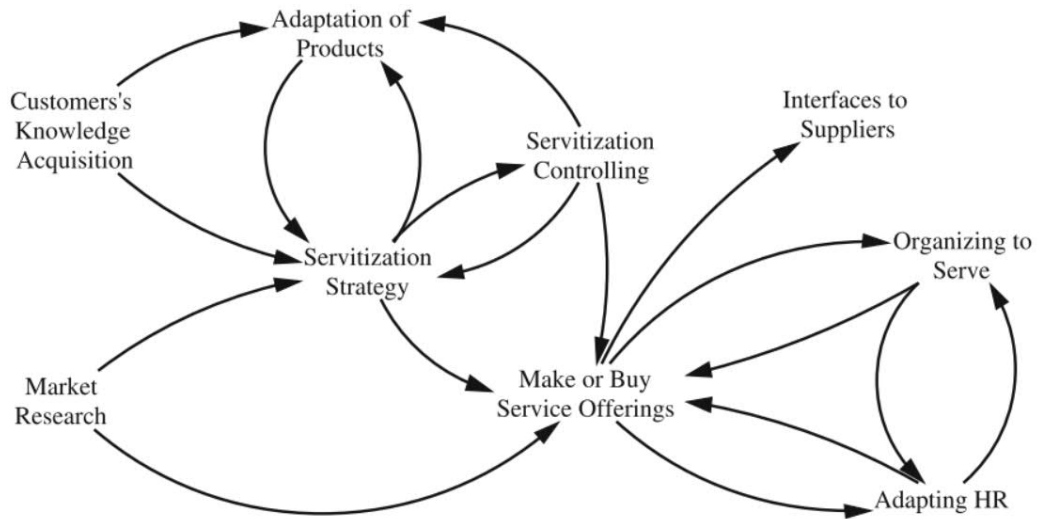 Adaptation of
Products
Customers's
Knowledge
Acquisition
Interfaces to
Suppliers
Servitization
Controlling
Organizing to
Serve
Servitization
Strategy
Market
Research
Make or Buy
Service Offerings
Adapting HR